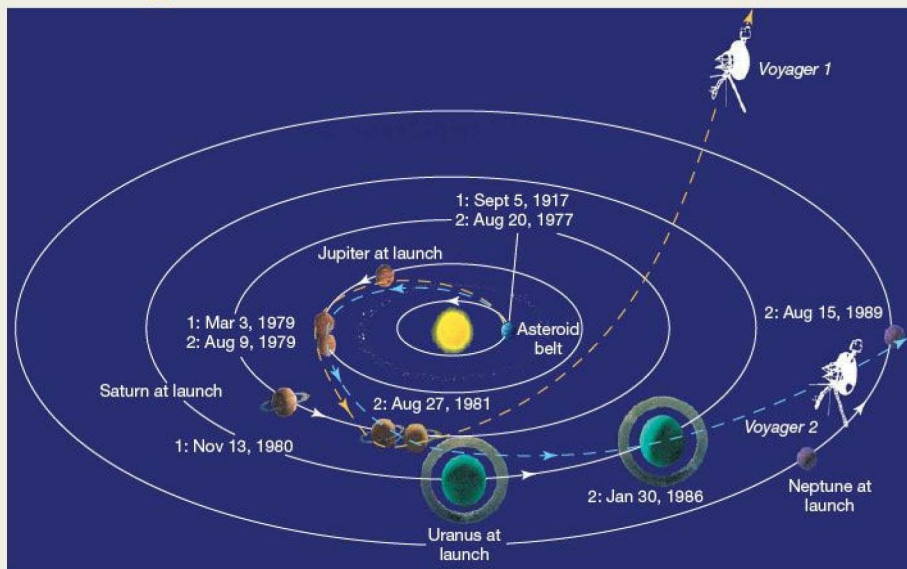 Voyager 1
1: Sept 5, 1917
2: Aug 20, 1977
Jupiter at launch
1: Mar 3, 1979
2: Aug 9, 1979
Asteroid
belt
2: Aug 15, 1989
Saturn at launch
2: Aug 27, 1981
1: Nov 13, 1980
Voyager 2
2: Jan 30, 1986
Neptune at
launch
Uranus at
launch